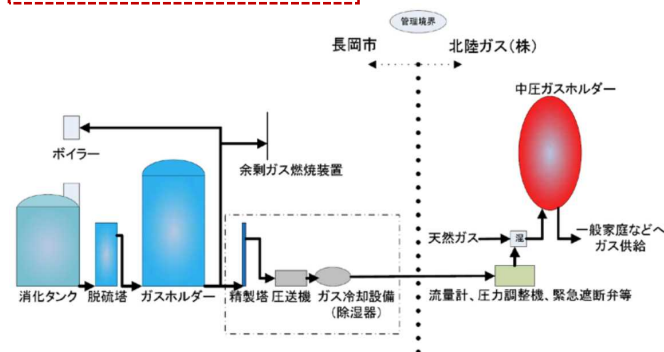 管理境界
長岡市
北陸ガス(株)
中圧ガスホルダー
ボイラー
余剰ガス燃焼装置
天然ガス
混
一般家庭などへ
ガス供給
消化タンク
脱硫塔
ガスホルダー
精製塔
圧送機
ガス冷却設備
(除湿器)
流量計、圧力調整機、緊急遮断弁等